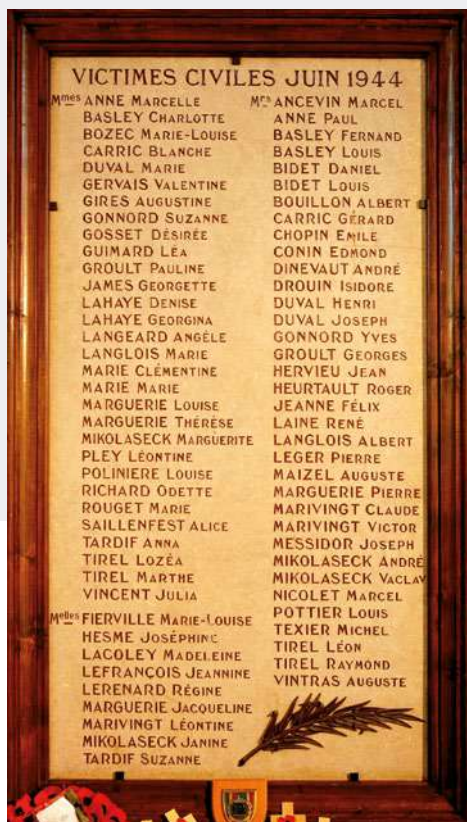 VICTIMES CIVILES JUIN 1944
Mmes ANNE MARCELLE
BASLEY CHARLOTTE
BOZEC MARIE-LOUISE
CARRIC BLANCHE
DUVAL MARIE
GERVAIS VALENTINE
GIRES AUGUSTINE
GONNORD SUZANNE
GOSSET DÉSIRÉE
GUIMARD LÉA
GROULT PAULINE
JAMES GEORGETTE
LAHAYE DENISE
LAHAYE GEORGINA
LANGEARD ANGÈLE
LANGLOIS MARIE
MARIE CLÉMENTINE
MARIE MARIE
MARGUERIE LOUISE
MARGUERIE THÉRÈSE
MIKOLASECK MARGUERITE
PLEY LÉONTINE
POLINIERE LOUISE
RICHARD ODETTE
ROUGET MARIE
SAILLENFEST ALICE
TARDIF ANNA
TIREL LOZÉA
TIREL MARTHE
VINCENT JULIA
Melles FIERVILLE MARIE-LOUISE
HESME JOSÉPHINE
LACOLEY MADELEINE
LEFRANÇOIS JEANNINE
LERENARD RÉGINE
MARGUERIE JACQUELINE
MARIVINGT LÉONTINE
MIKOLASECK JANINE
TARDIF SUZANNE
Mrs ANCEVIN MARCEL
ANNE PAUL
BASLEY FERNAND
BASLEY LOUIS
BIDET DANIEL
BIDET LOUIS
BOUILLON ALBERT
CARRIC GÉRARD
CHOPIN EMILE
CONIN EDMOND
DINEVAUT ANDRÉ
DROUIN ISIDORE
DUVAL HENRI
DUVAL JOSEPH
GONNORD YVES
GROULT GEORGES
HERVIEU JEAN
HEURTAULT ROGER
JEANNE FÉLIX
LAINE RENÉ
LANGLOIS ALBERT
LEGER PIERRE
MAIZEL AUGUSTE
MARGUERIE PIERRE
MARIVINGT CLAUDE
MARIVINGT VICTOR
MESSIDOR JOSEPH
MIKOLASECK ANDRÉ
MIKOLASECK VACLAV
NICOLET MARCEL
POTTIER LOUIS
TEXIER MICHEL
TIREL LÉON
TIREL RAYMOND
VINTRAS AUGUSTE